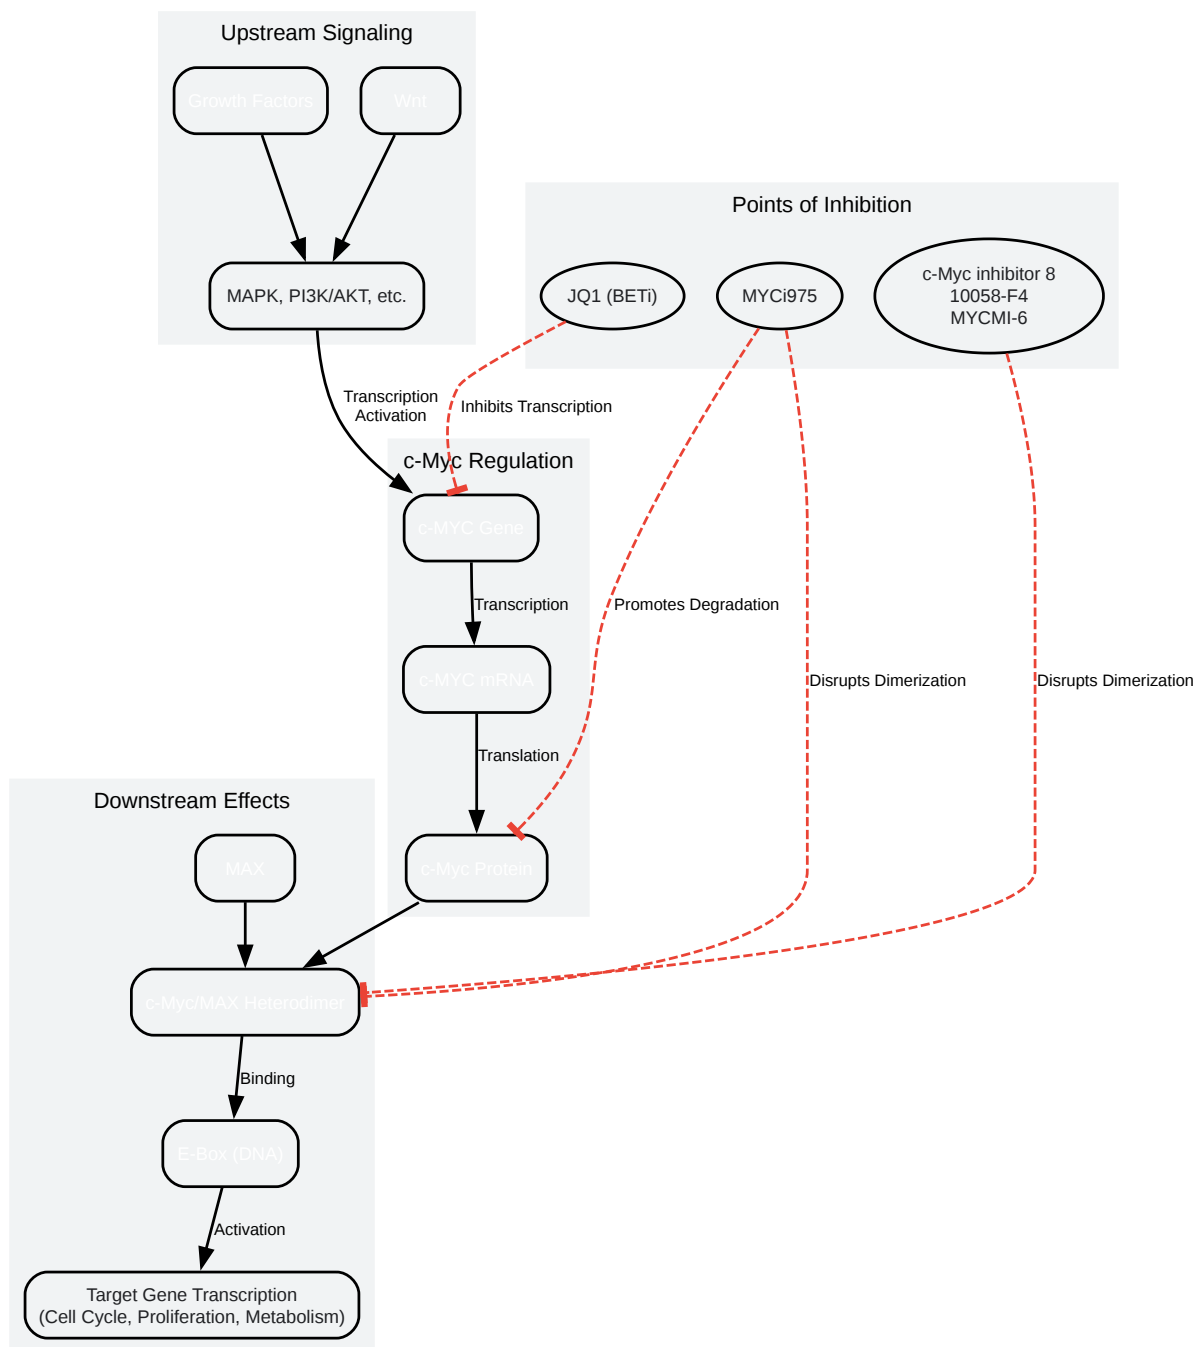 Upstream Signaling
Growth Factors
Wnt
MAPK, PI3K/AKT, etc.
Points of Inhibition
JQ1 (BETi)
MYCi975
c-Myc inhibitor 8
10058-F4
MYCMI-6
Transcription
Activation
Inhibits Transcription
c-Myc Regulation
c-MYC Gene
Transcription
Promotes Degradation
c-MYC mRNA
Disrupts Dimerization
Disrupts Dimerization
Translation
c-Myc Protein
Downstream Effects
MAX
c-Myc/MAX Heterodimer
Binding
E-Box (DNA)
Activation
Target Gene Transcription
(Cell Cycle, Proliferation, Metabolism)